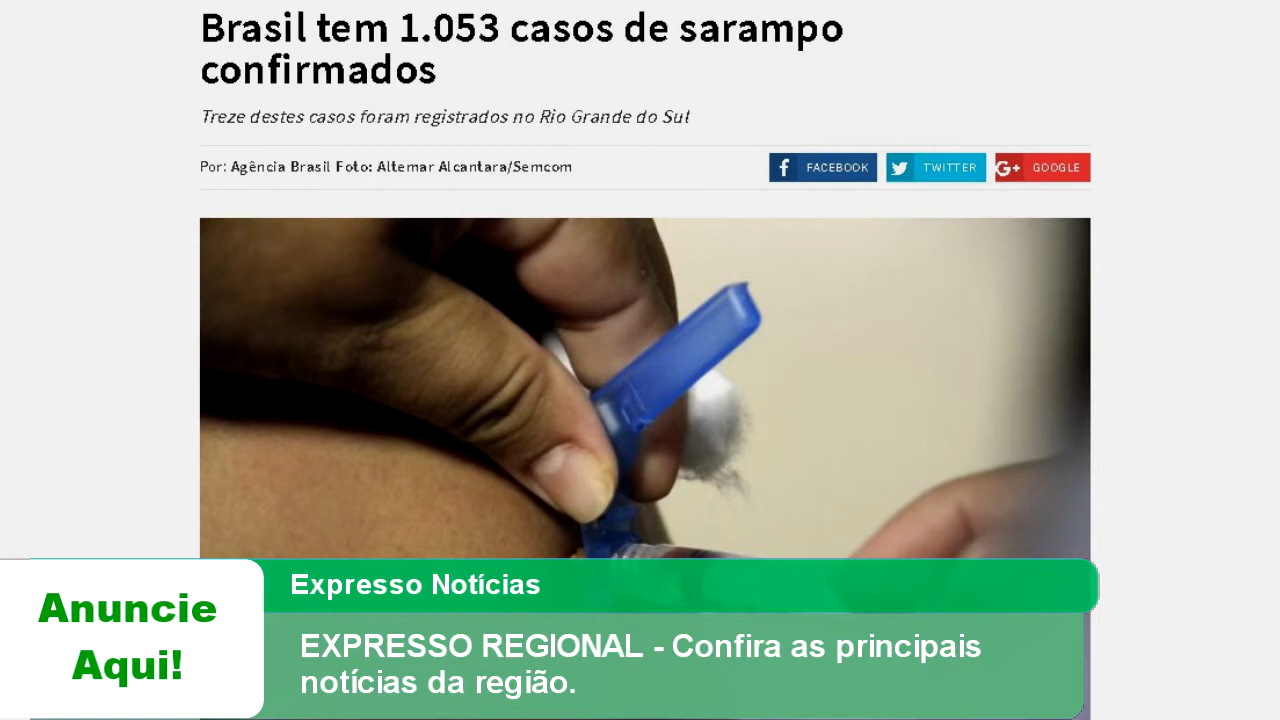 Brasil tem 1.053 casos de sarampo
confirmados
Treze destes casos foram registrados no Rio Grande do Sul
Por: Agência Brasil Foto: Altemar Alcantara/Semcom
FACEBOOK
TWITTER
GOOGLE
Anuncie
Aqui!
Expresso Notícias
EXPRESSO REGIONAL - Confira as principais
notícias da região.